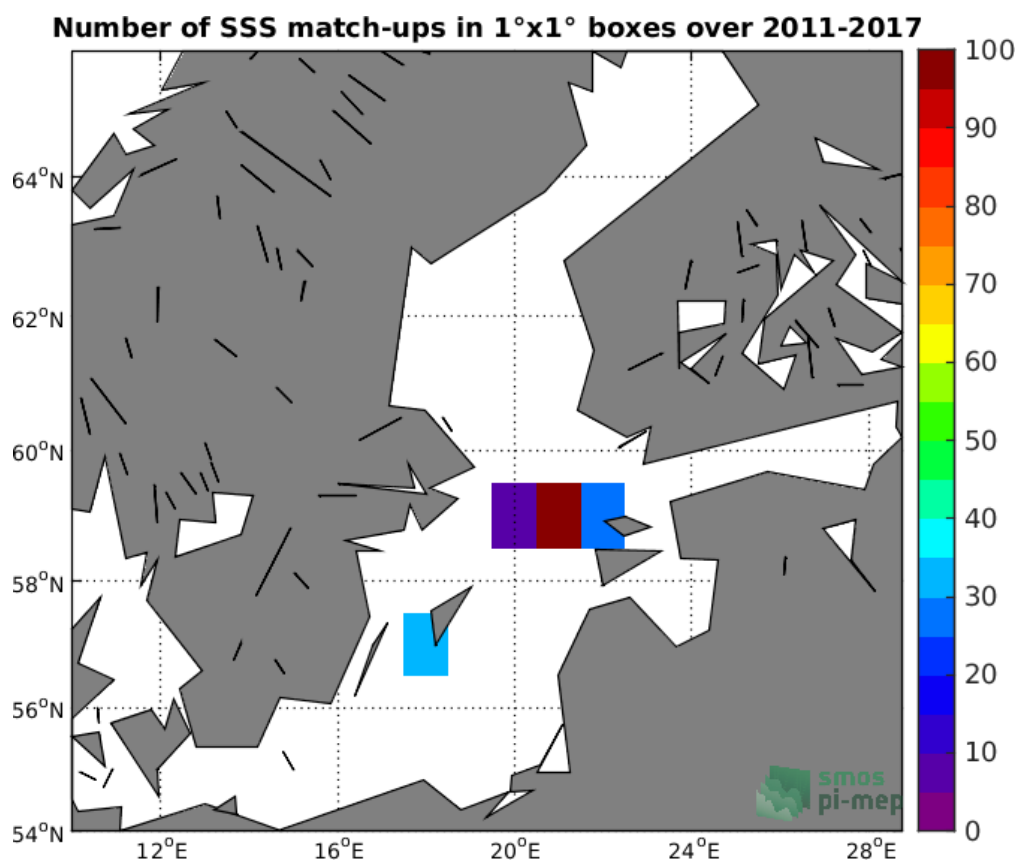 Number of SSS match-ups in 1°x1° boxes over 2011-2017
100
90
80
70
60
50
40
30
20
10
0
64°N
62°N
60°N
58°N
56°N
54°N
12°E
16°E
20°E
24°E
28°E
smos
pi-mep